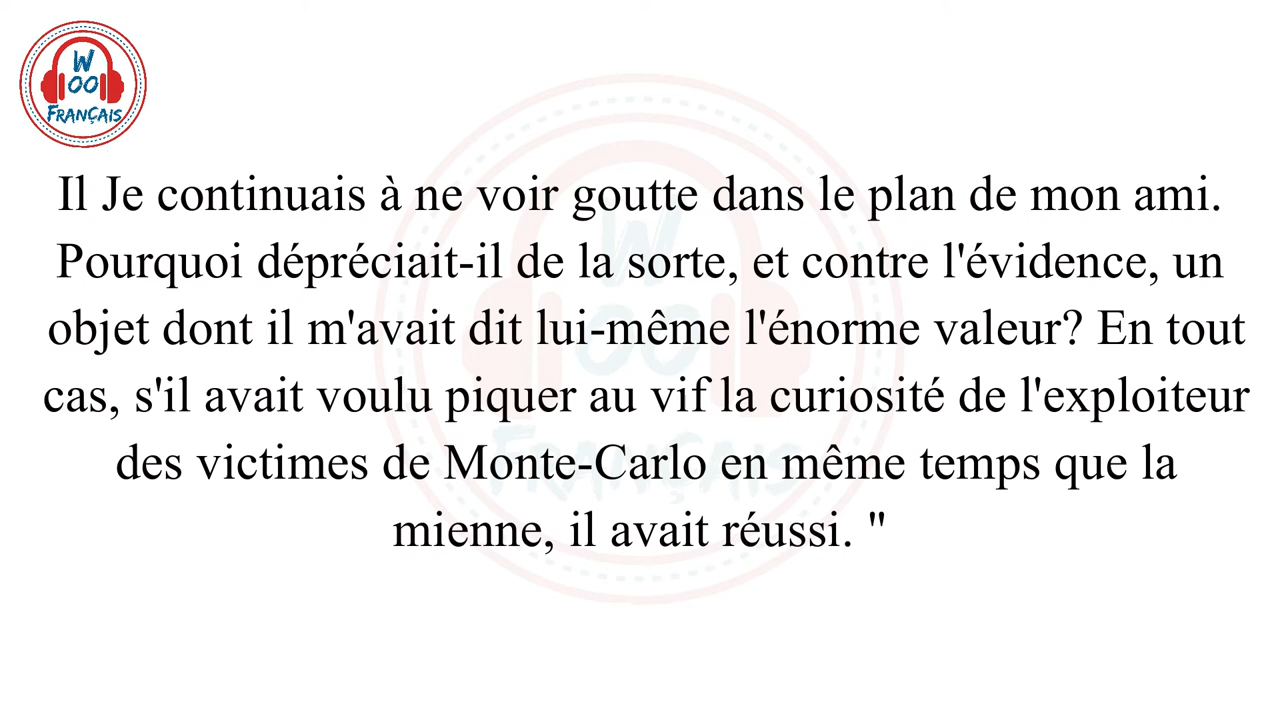 W
OO
FRANÇAIS
Il Je continuais à ne voir goutte dans le plan de mon ami.
Pourquoi dépréciait-il de la sorte, et contre l'évidence, un
objet dont il m'avait dit lui-même l'énorme valeur? En tout
cas, s'il avait voulu piquer au vif la curiosité de l'exploiteur
des victimes de Monte-Carlo en même temps que la
mienne, il avait réussi. "
W
OO
FRANÇAIS